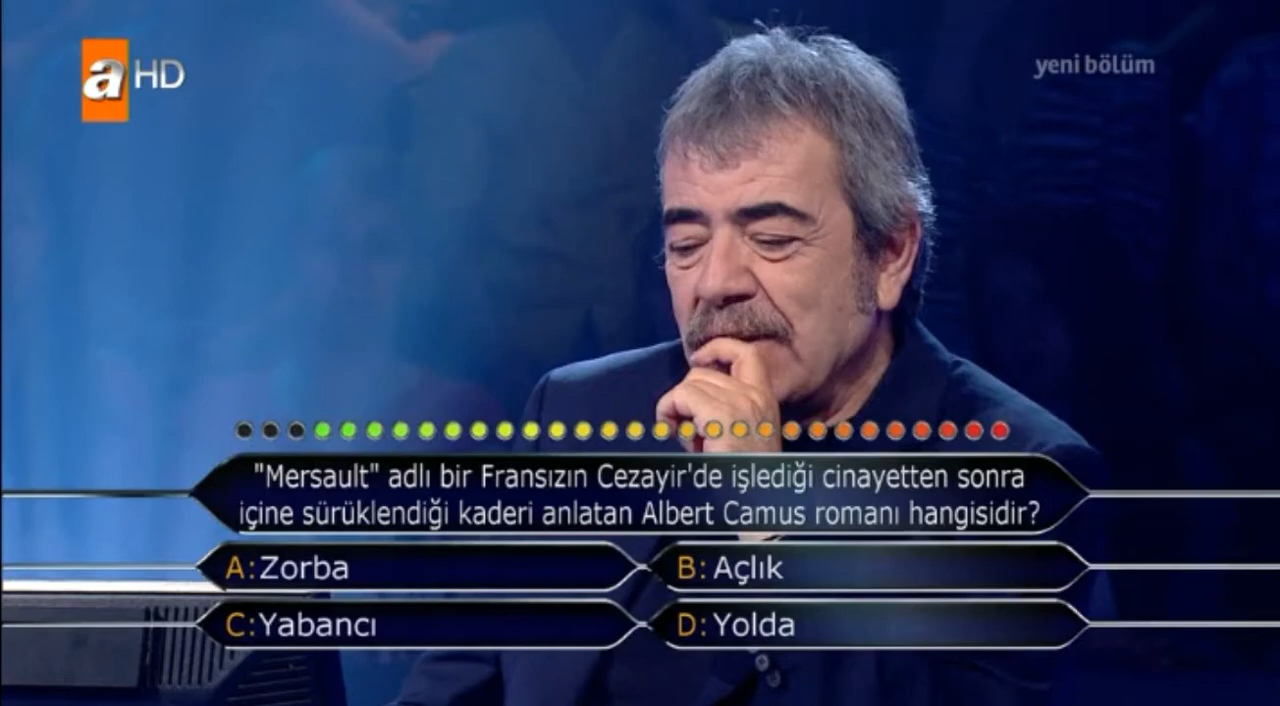 a HD
yeni bölüm
"Mersault" adlı bir Fransızın Cezayir'de işlediği cinayetten sonra
içine sürüklendiği kaderi anlatan Albert Camus romanı hangisidir?
A: Zorba
B: Açlık
C: Yabancı
D: Yolda